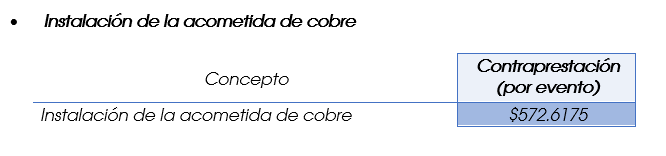 • Instalación de la acometida de cobre
Concepto
Contraprestación
(por evento)
Instalación de la acometida de cobre
$572.6175